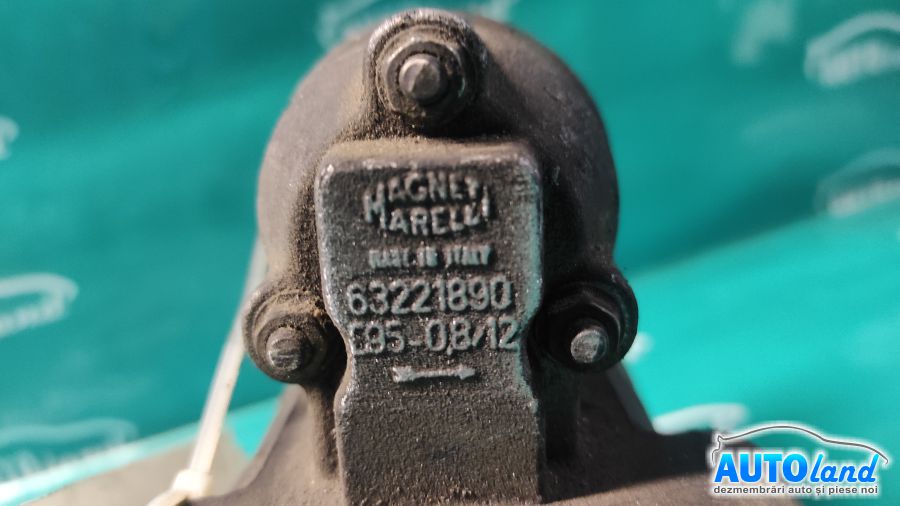 MAGNETI
MARELLI
MADE IN ITALY
63221890
E95-0,8/12
AUTOland
dezmembrări auto și piese noi